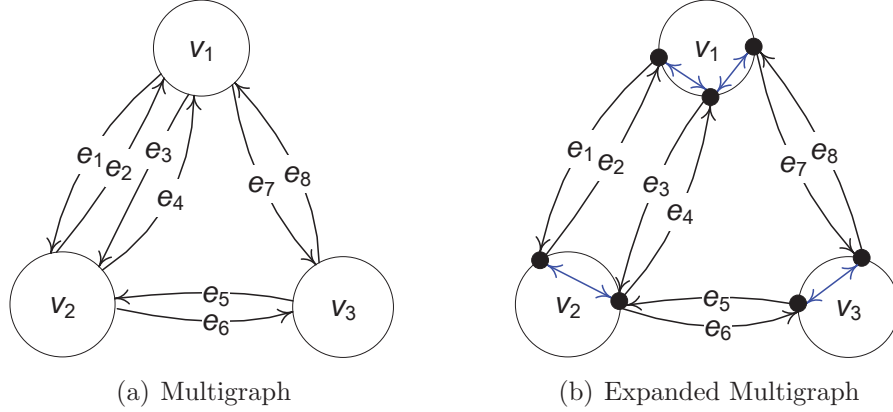 v1 v1
e1 e2 e3 e4 e7 e8 e1 e2 e3 e4 e7 e8
v2 e5 e6 v3 v2 e5 e6 v3
(a) Multigraph (b) Expanded Multigraph